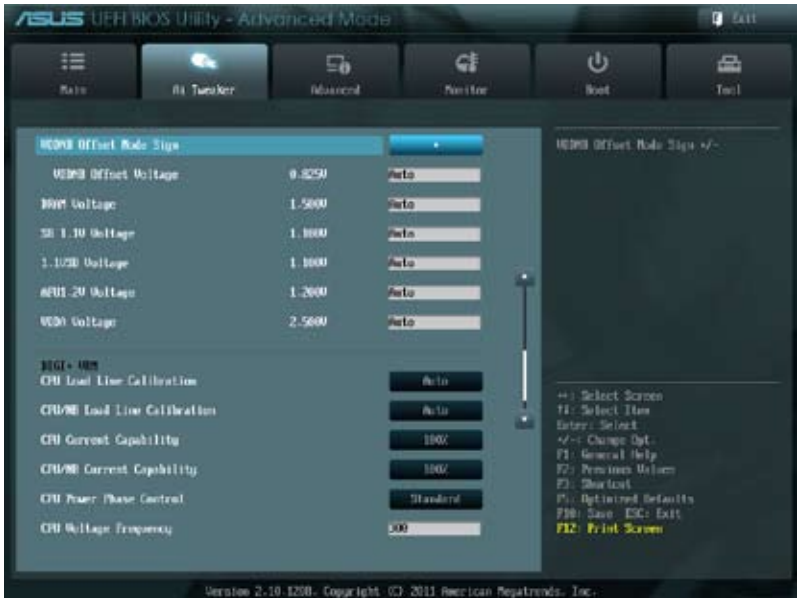 ASUS UEFI BIOS Utility - Advanced Mode
Exit
Main
Ai Tweaker
Advanced
Monitor
Boot
Tool
VDDNB Offset Mode Sign
VDDNB Offset Mode Sign +/-
VDDNB Offset Voltage 0.825V Auto
DRAM Voltage 1.500V Auto
SB 1.1V Voltage 1.100V Auto
1.1VSB Voltage 1.100V Auto
APU1.2V Voltage 1.200V Auto
VDDA Voltage 2.500V Auto
DIGI+ VRM
CPU Load Line Calibration Auto
CPU/NB Load Line Calibration Auto
CPU Current Capability 100%
CPU/NB Current Capability 100%
CPU Power Phase Control Standard
CPU Voltage Frequency 300
: Select Screen
: Select Item
Enter: Select
+/-: Change Opt.
F1: General Help
F2: Previous Values
F3: Shortcut
F5: Optimized Defaults
F10: Save ESC: Exit
F12: Print Screen
Version 2.10.1208. Copyright (C) 2011 American Megatrends, Inc.